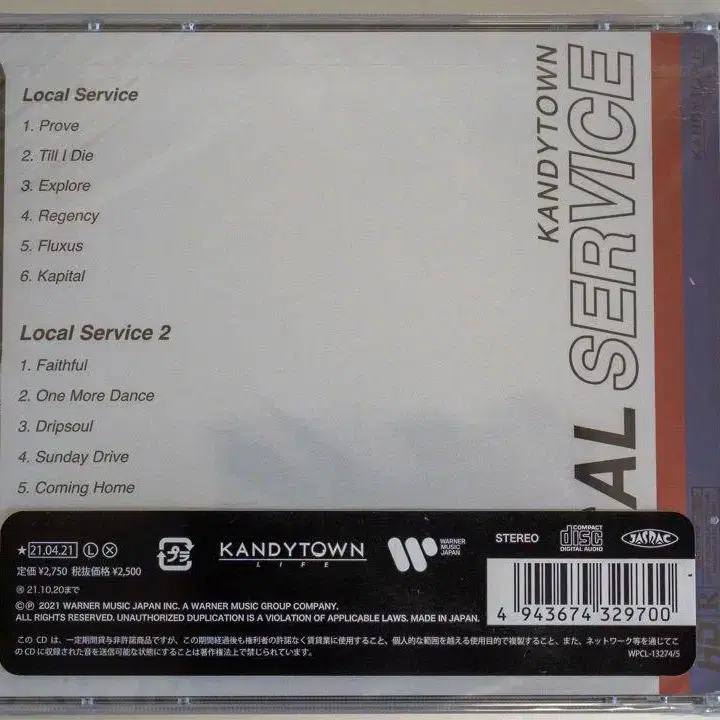 Local Service
1. Prove
2. Till I Die
3. Explore
4. Regency
5. Fluxus
6. Kapital
Local Service 2
1. Faithful
2. One More Dance
3. Dripsoul
4. Sunday Drive
5. Coming Home
KANDYTOWN
AL SERVICE
★21.04.21 Ⓛ Ⓧ
定価 ¥2,750 税抜価格 ¥2,500
21.10.20まで
KANDYTOWN
LIFE
WARNER
MUSIC
JAPAN
STEREO
COMPACT
disc
DIGITAL AUDIO
JASRAC
©℗ 2021 WARNER MUSIC JAPAN INC. A WARNER MUSIC GROUP COMPANY.
ALL RIGHTS RESERVED. UNAUTHORIZED DUPLICATION IS A VIOLATION OF APPLICABLE LAWS. MADE IN JAPAN.
4 943674 329700
この CD は、一定期間貸与非許諾商品ですが、この期間経過後も権利者の許諾なく賃貸業に使用すること、個人的な範囲を越える使用目的で複製すること、また、ネットワーク等を通じてこ
の CD に収録された音を送信可能な状態にすることは著作権法上で禁じられています。
WPCL-13274/5